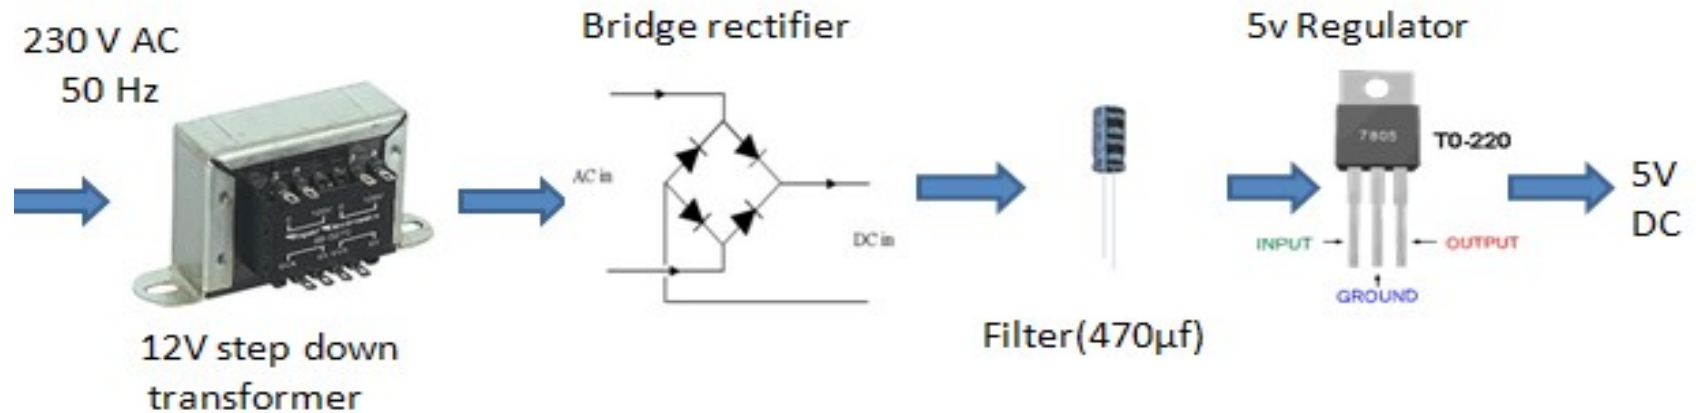 230 V AC
50 Hz
12V step down
transformer
Bridge rectifier
AC in
DC in
Filter(470µf)
5v Regulator
7805
TO-220
INPUT
OUTPUT
GROUND
5V
DC